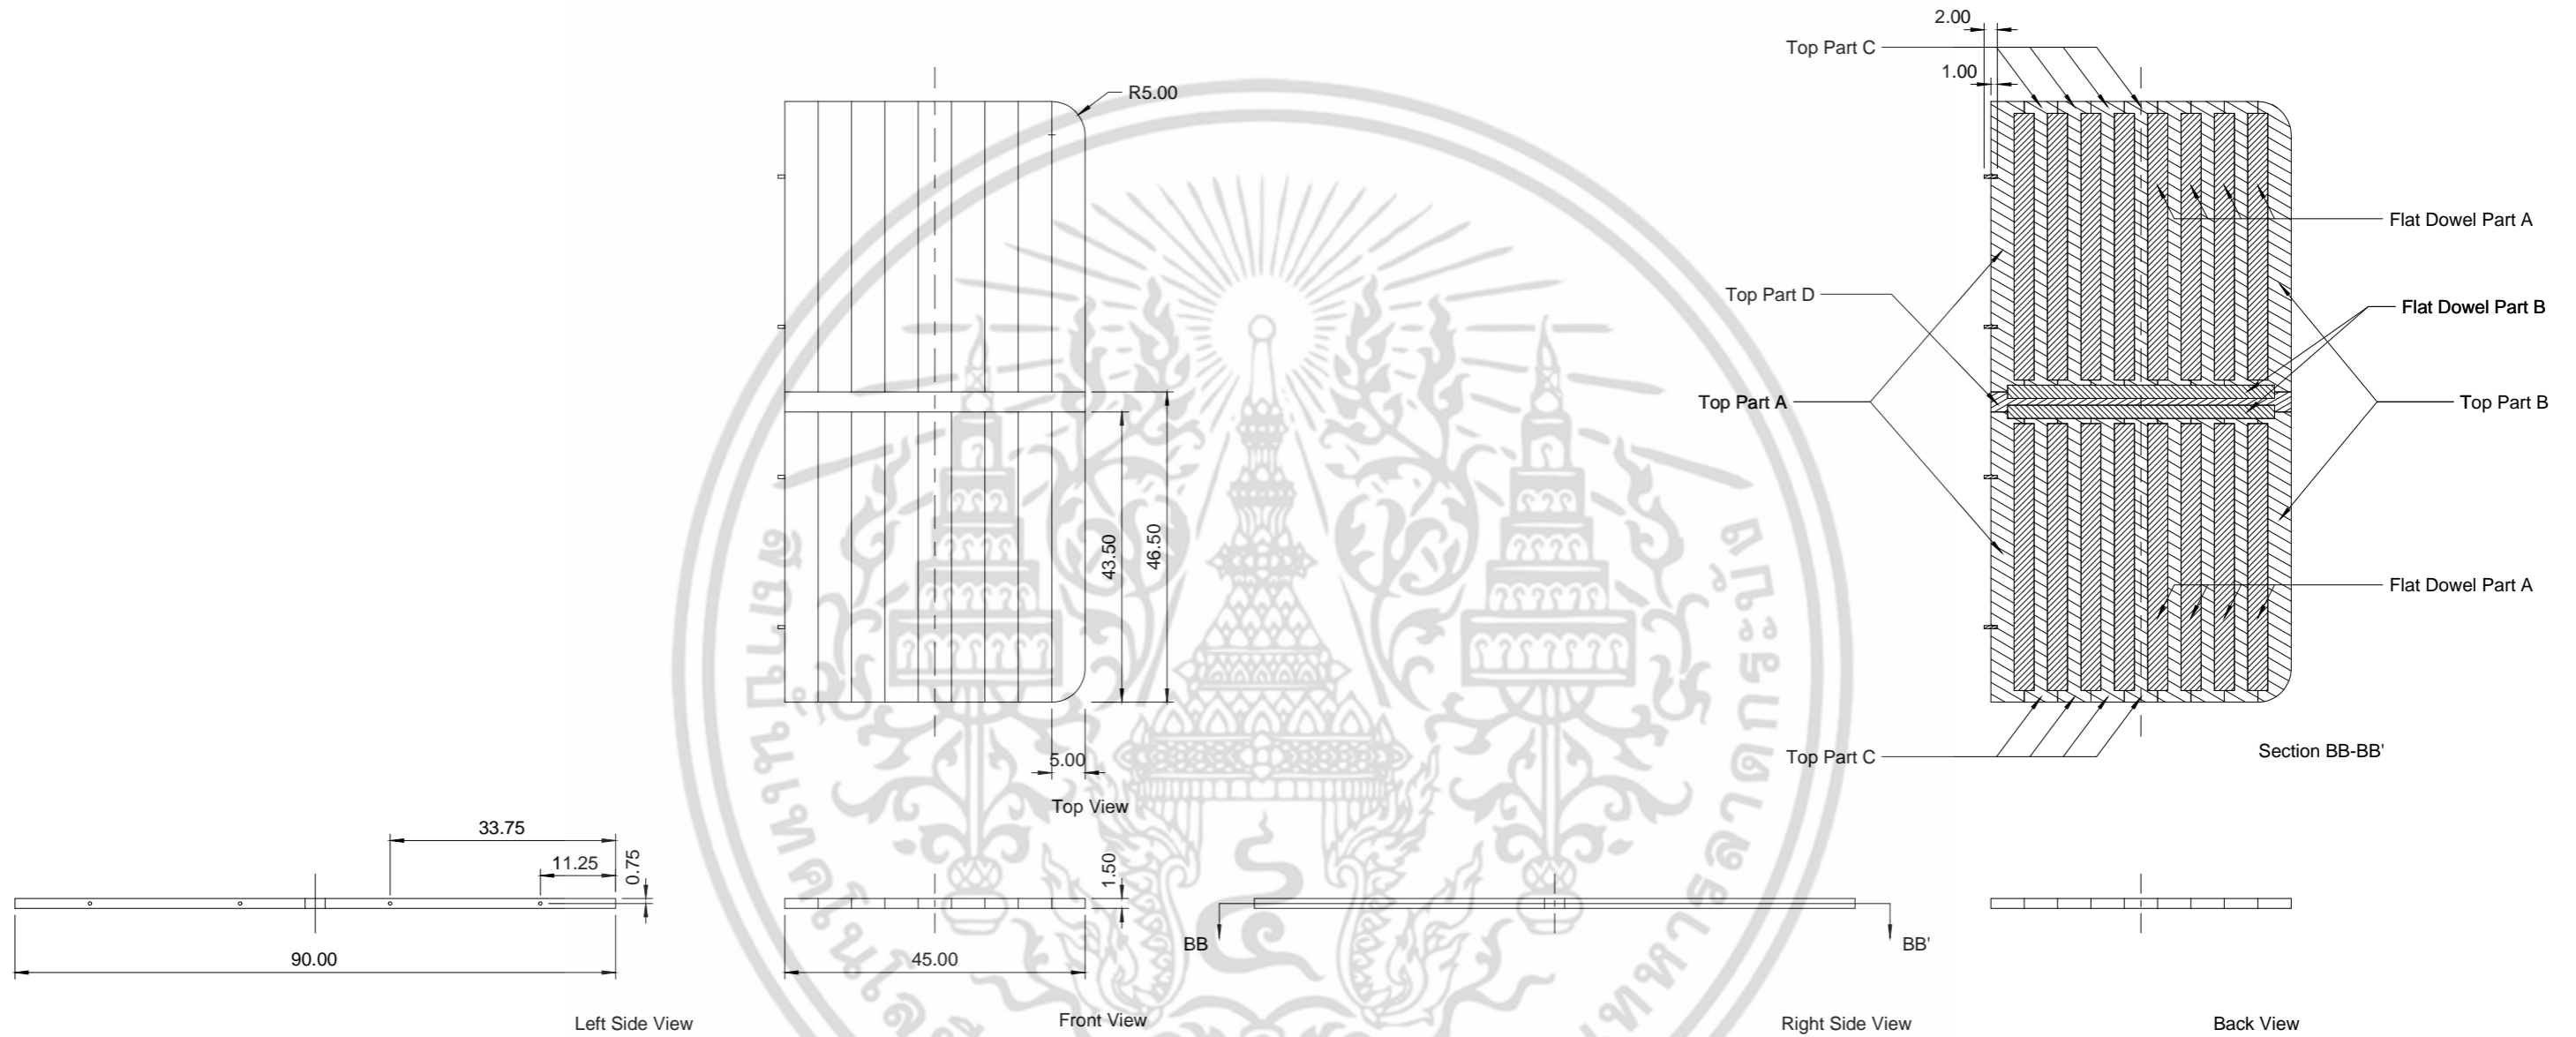 2.00
Top Part C
1.00
R5.00
Flat Dowel Part A
Top Part D
Flat Dowel Part B
Top Part A
Top Part B
43.50
46.50
Flat Dowel Part A
5.00
Top Part C
Section BB-BB'
Top View
33.75
11.25
0.75
1.50
BB
BB'
90.00
45.00
Left Side View
Front View
Right Side View
Back View